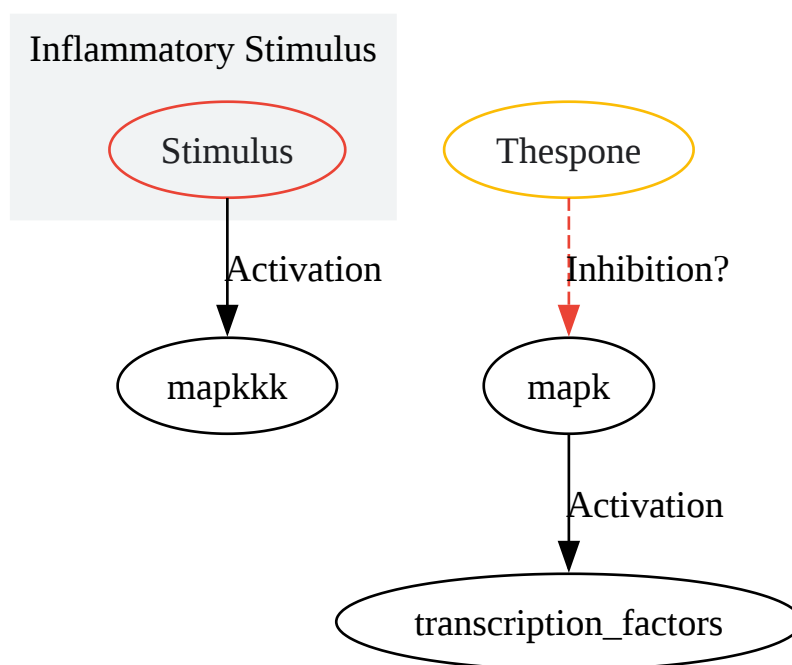 Inflammatory Stimulus
Stimulus
Thespone
Activation
Inhibition?
mapkkk
mapk
Activation
transcription_factors